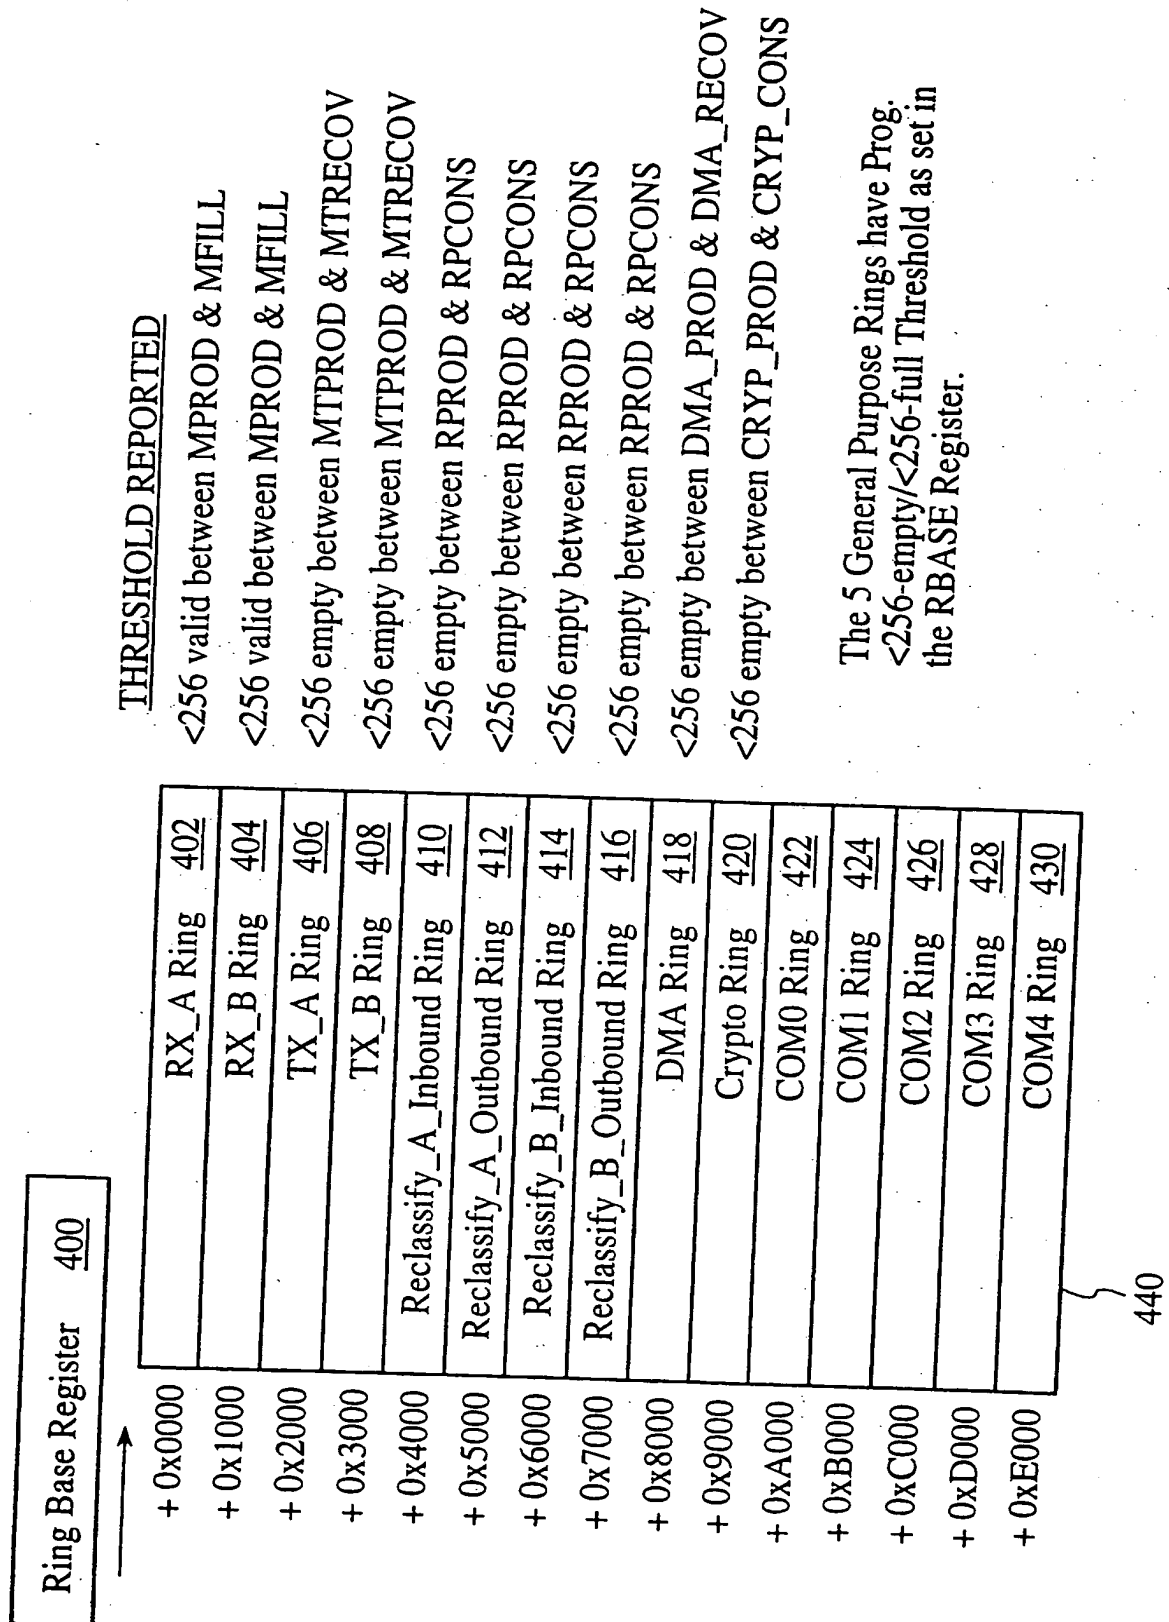 Ring Base Register 400
THRESHOLD REPORTED
+ 0x0000 RX_A Ring 402 <256 valid between MPROD & MFILL
+ 0x1000 RX_B Ring 404 <256 valid between MPROD & MFILL
+ 0x2000 TX_A Ring 406 <256 empty between MTPROD & MTRECOV
+ 0x3000 TX_B Ring 408 <256 empty between MTPROD & MTRECOV
+ 0x4000 Reclassify_A_Inbound Ring 410 <256 empty between RPROD & RPCONS
+ 0x5000 Reclassify_A_Outbound Ring 412 <256 empty between RPROD & RPCONS
+ 0x6000 Reclassify_B_Inbound Ring 414 <256 empty between RPROD & RPCONS
+ 0x7000 Reclassify_B_Outbound Ring 416 <256 empty between RPROD & RPCONS
+ 0x8000 DMA Ring 418 <256 empty between DMA_PROD & DMA_RECOV
+ 0x9000 Crypto Ring 420 <256 empty between CRYP_PROD & CRYP_CONS
+ 0xA000 COM0 Ring 422
+ 0xB000 COM1 Ring 424
+ 0xC000 COM2 Ring 426
+ 0xD000 COM3 Ring 428
+ 0xE000 COM4 Ring 430
The 5 General Purpose Rings have Prog.
<256-empty/<256-full Threshold as set in
the RBASE Register.
440